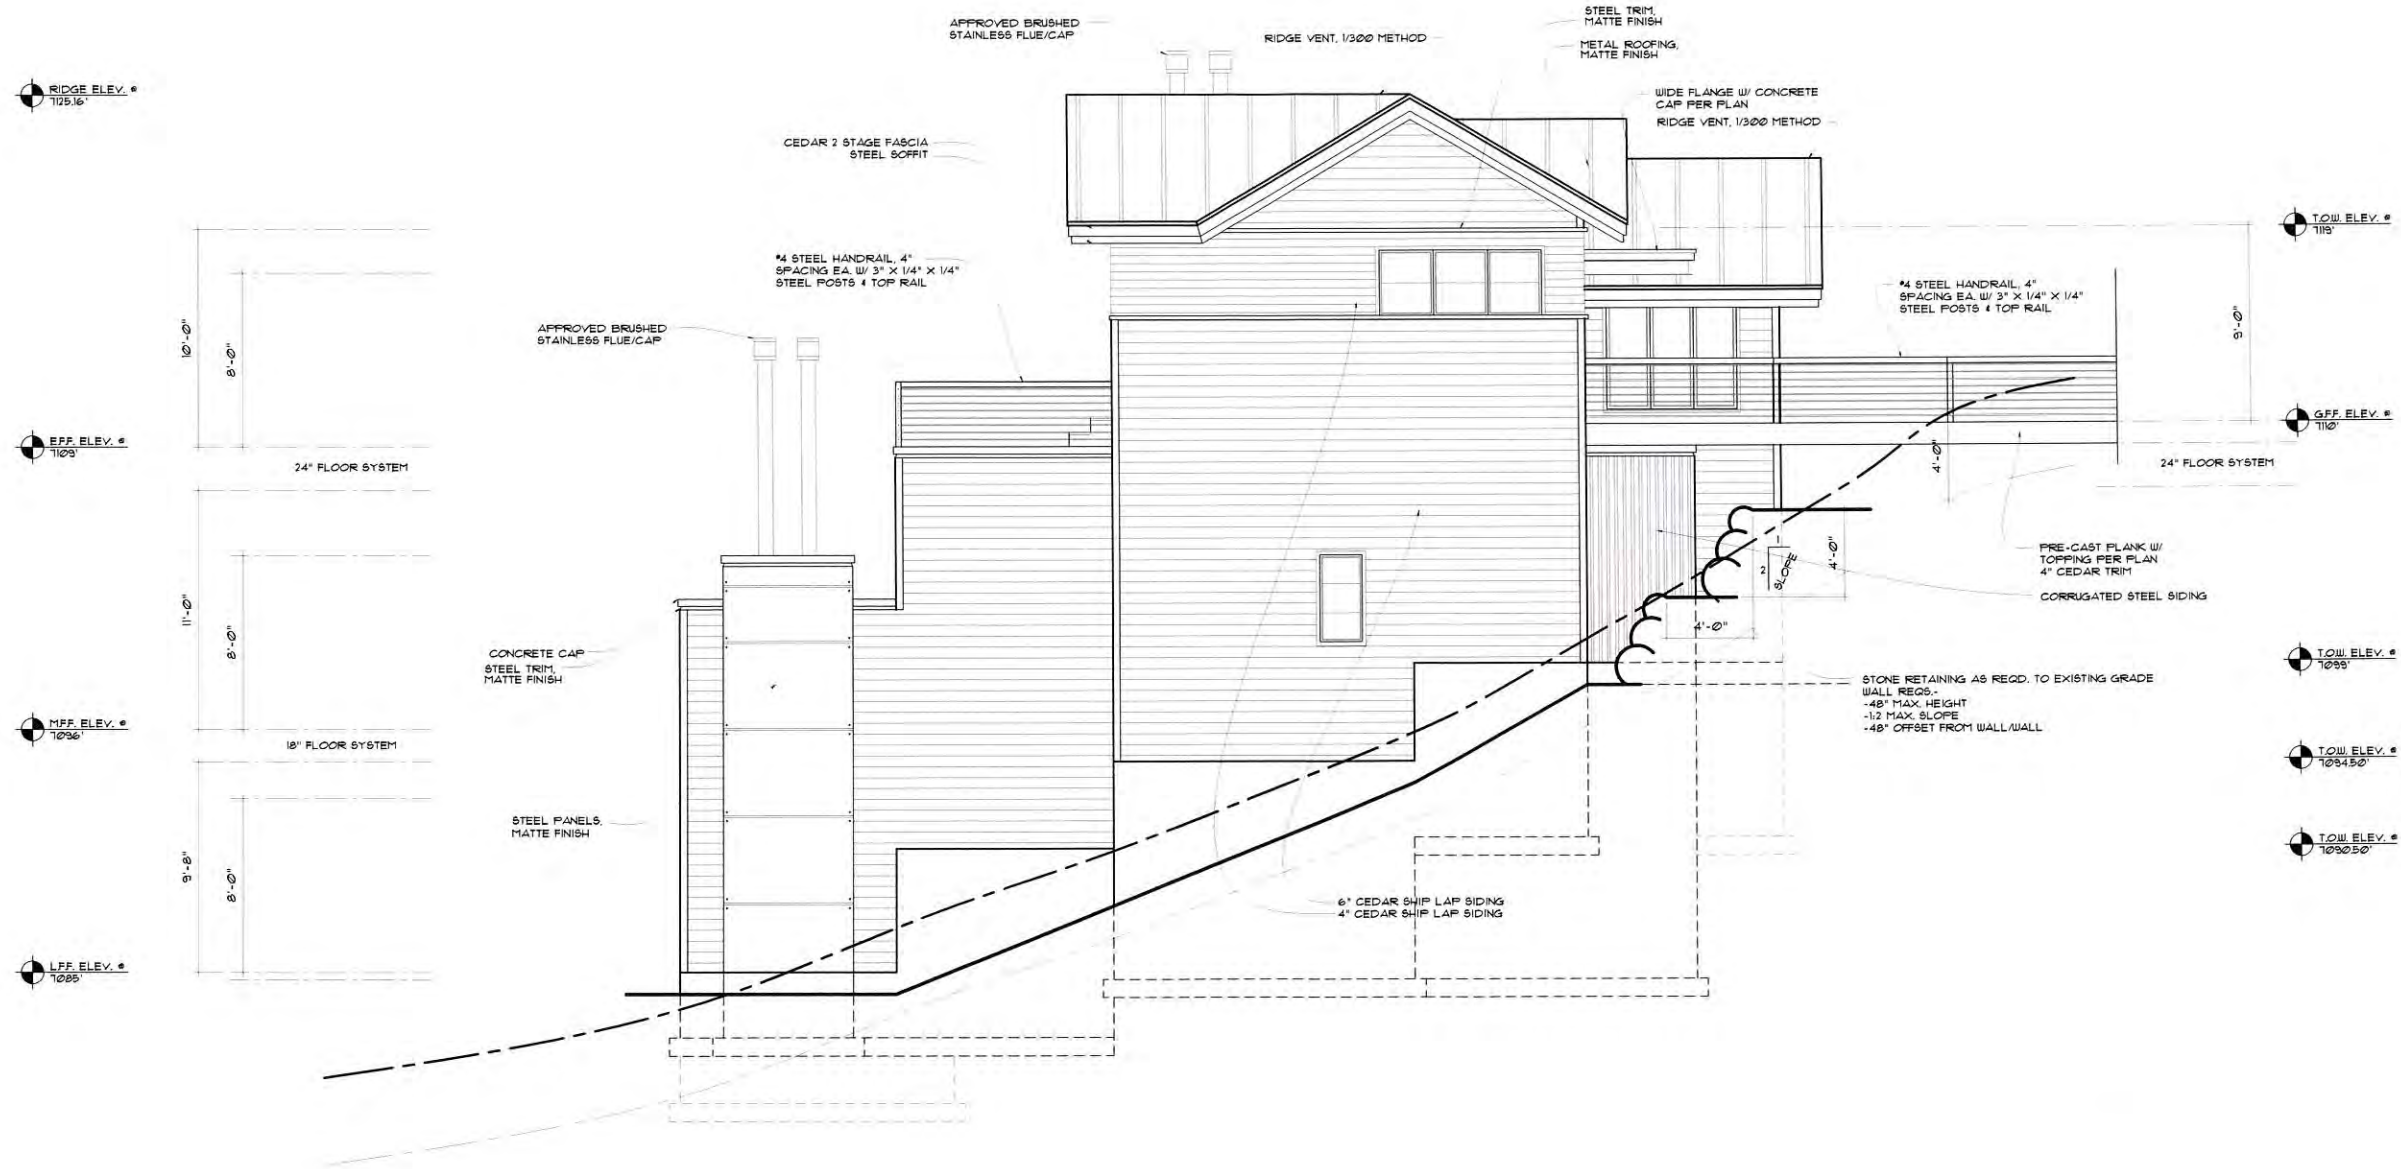 APPROVED BRUSHED
STAINLESS FLUE/CAP
RIDGE VENT, 1/300 METHOD
STEEL TRIM,
MATTE FINISH
METAL ROOFING,
MATTE FINISH
RIDGE ELEV. @
7125.16'
WIDE FLANGE W/ CONCRETE
CAP PER PLAN
RIDGE VENT, 1/300 METHOD
CEDAR 2 STAGE FASCIA
STEEL SOFFIT
T.O.W. ELEV. @
7119'
#4 STEEL HANDRAIL, 4"
SPACING EA. W/ 3" X 1/4" X 1/4"
STEEL POSTS & TOP RAIL
#4 STEEL HANDRAIL, 4"
SPACING EA. W/ 3" X 1/4" X 1/4"
STEEL POSTS & TOP RAIL
10'-0"
8'-0"
9'-0"
APPROVED BRUSHED
STAINLESS FLUE/CAP
E.F.F. ELEV. @
7109'
G.F.F. ELEV. @
7110'
24" FLOOR SYSTEM
4'-0"
24" FLOOR SYSTEM
PRE-CAST PLANK W/
TOPPING PER PLAN
4" CEDAR TRIM
CORRUGATED STEEL SIDING
1
2
SLOPE
4'-0"
4'-0"
11'-0"
8'-0"
CONCRETE CAP
STEEL TRIM,
MATTE FINISH
T.O.W. ELEV. @
7099'
STONE RETAINING AS REQD. TO EXISTING GRADE
WALL REQS.-
-48" MAX. HEIGHT
-1:2 MAX. SLOPE
-48" OFFSET FROM WALL/WALL
M.F.F. ELEV. @
7096'
18" FLOOR SYSTEM
T.O.W. ELEV. @
7094.50'
STEEL PANELS,
MATTE FINISH
T.O.W. ELEV. @
7090.50'
9'-8"
8'-0"
6" CEDAR SHIP LAP SIDING
4" CEDAR SHIP LAP SIDING
L.F.F. ELEV. @
7085'